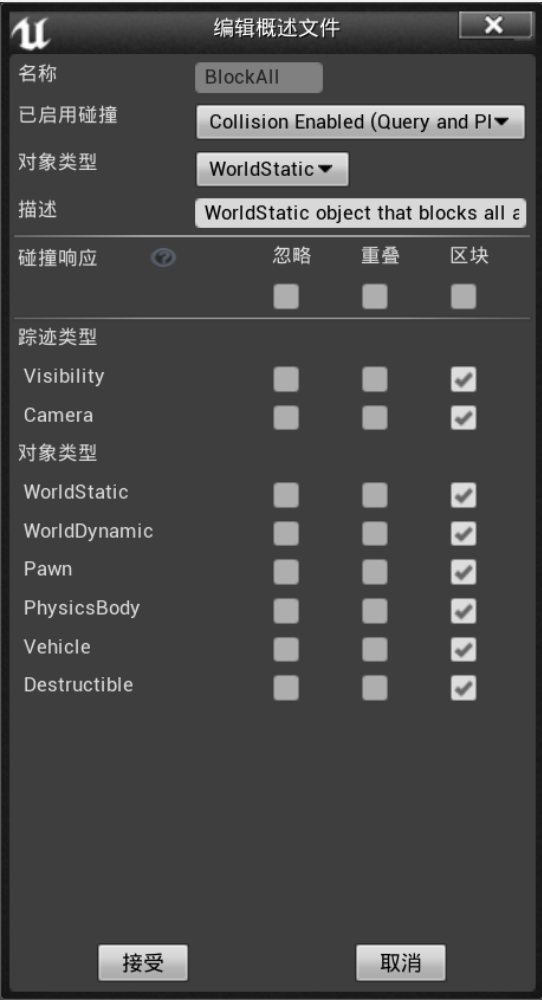 编辑概述文件
名称 BlockAll
已启用碰撞 Collision Enabled (Query and Pl
对象类型 WorldStatic
描述 WorldStatic object that blocks all a
碰撞响应 ? 忽略 重叠 区块
踪迹类型
Visibility
Camera
对象类型
WorldStatic
WorldDynamic
Pawn
PhysicsBody
Vehicle
Destructible
接受 取消